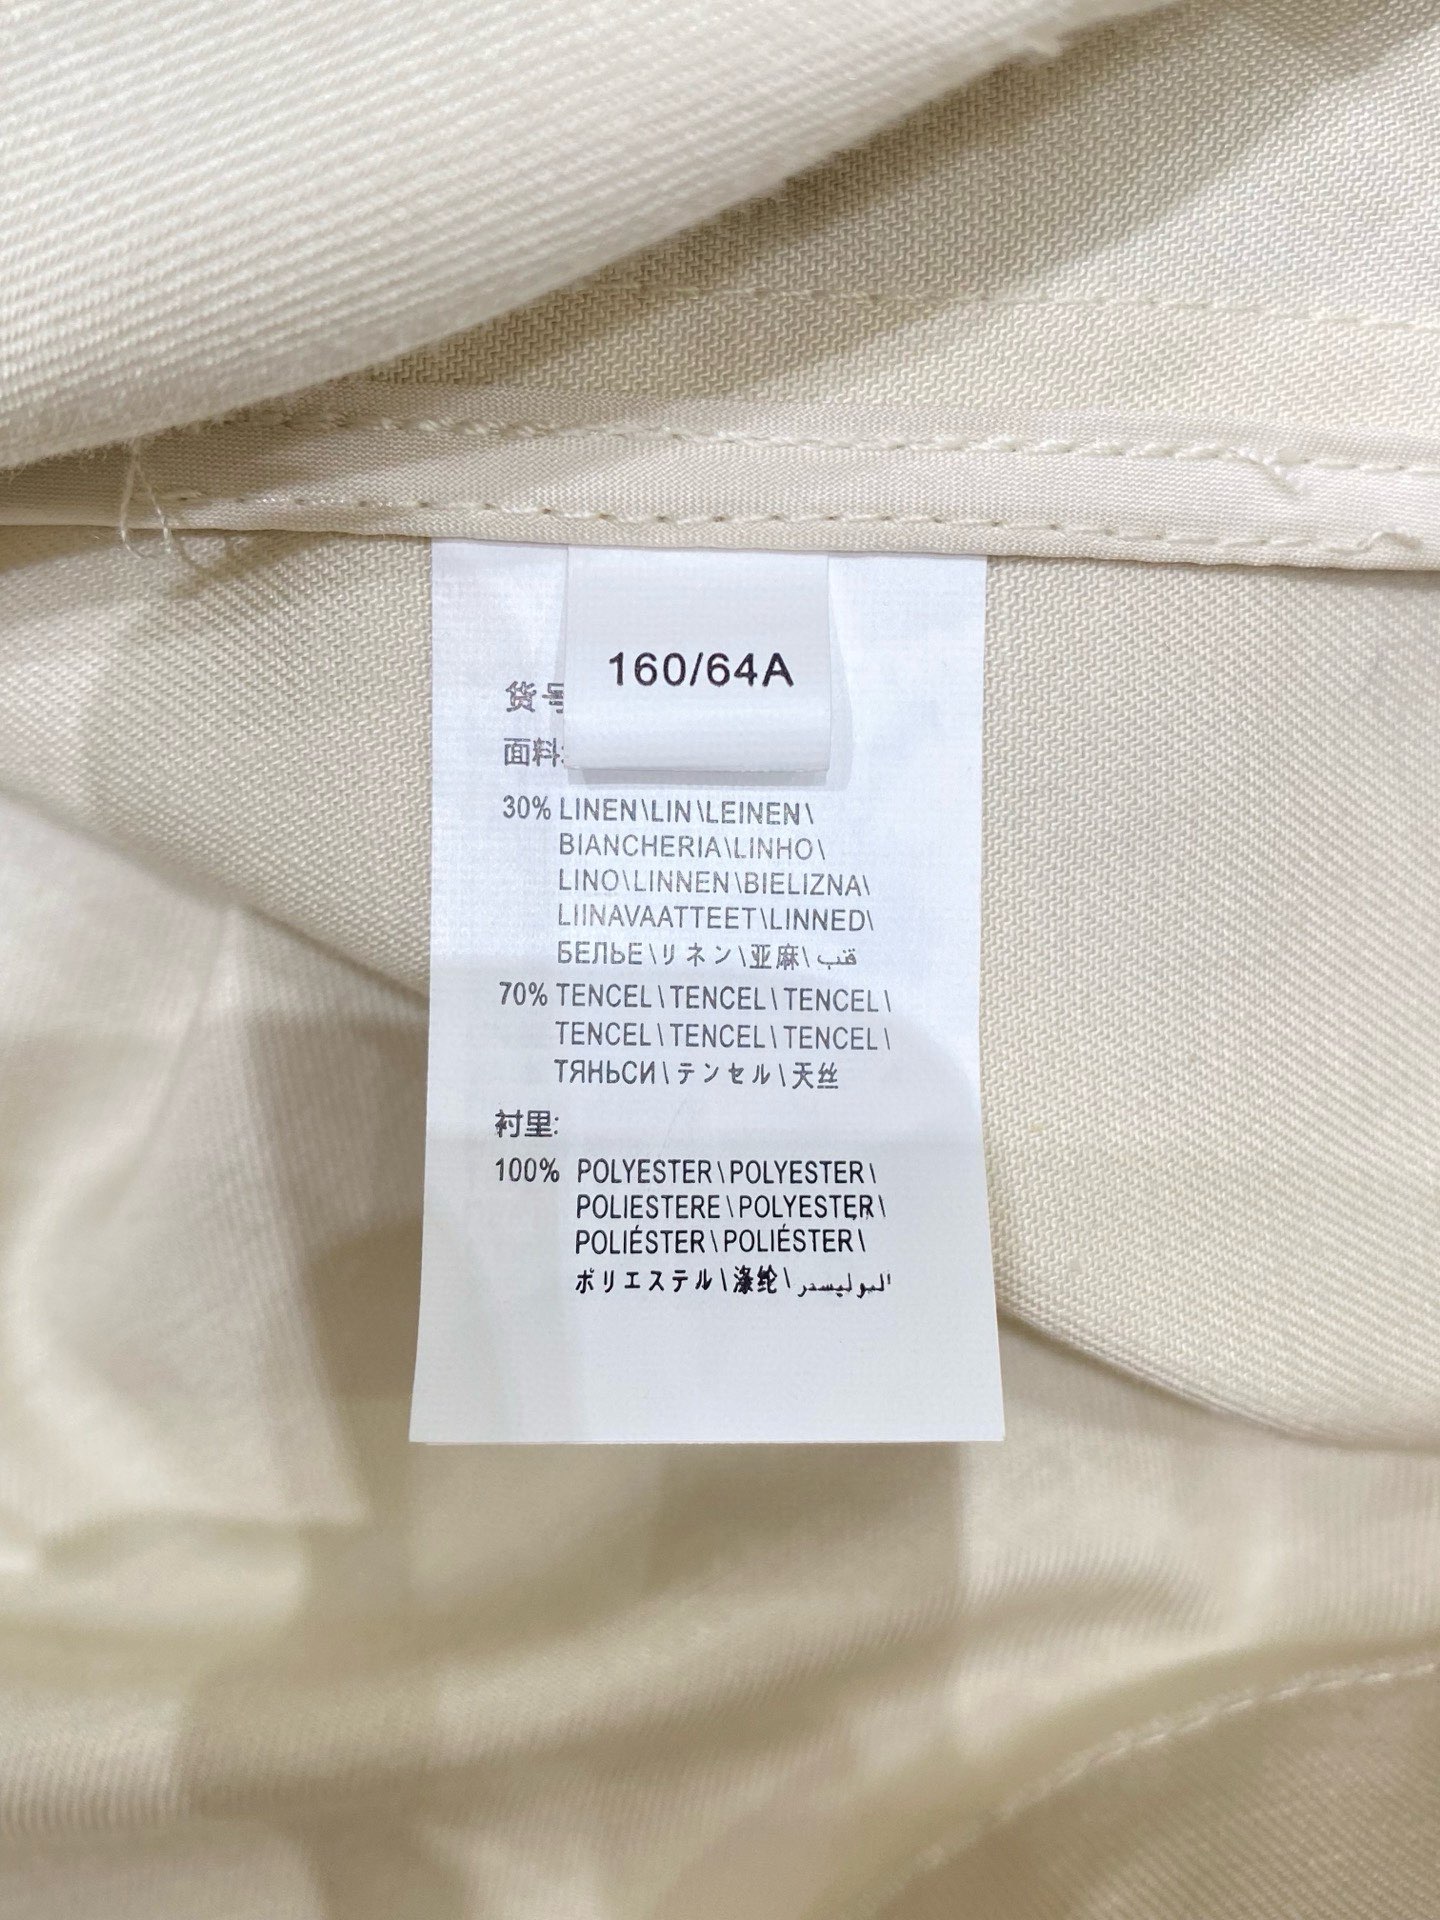 160/64A
货号
面料:
30% LINEN\LIN\LEINEN\
BIANCHERIA\LINHO\
LINO\LINNEN\BIELIZNA\
LIINAVAATTEET\LINNED\
БЕЛЬЕ\リネン\亚麻\قنب
70% TENCEL\TENCEL\TENCEL\
TENCEL\TENCEL\TENCEL\
ТЯНЬСИ\テンセル\天丝
衬里:
100% POLYESTER\POLYESTER\
POLIESTERE\POLYESTER\
POLIÉSTER\POLIÉSTER\
ポリエステル\涤纶\البوليستر